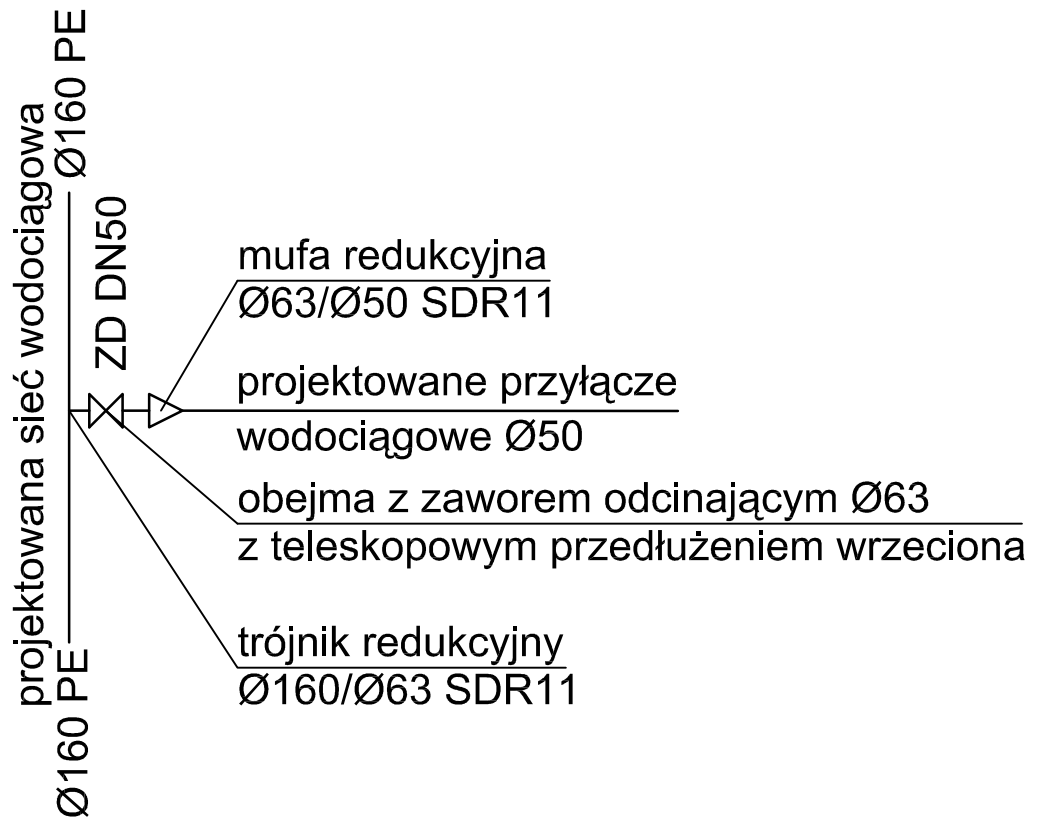 projektowana sieć wodociągowa
Ø160 PE
ZD DN50
mufa redukcyjna
Ø63/Ø50 SDR11
projektowane przyłącze
wodociągowe Ø50
obejma z zaworem odcinającym Ø63
z teleskopowym przedłużeniem wrzeciona
trójnik redukcyjny
Ø160/Ø63 SDR11
Ø160 PE